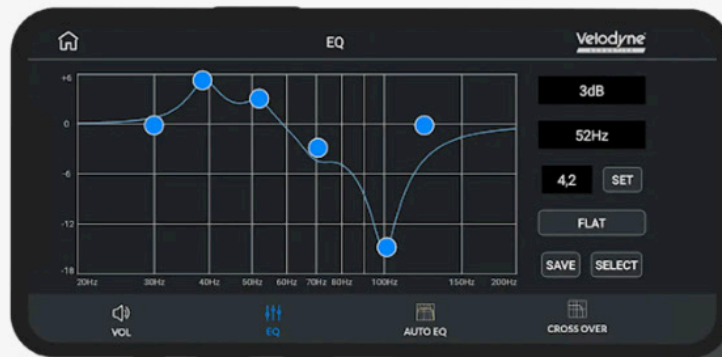 EQ
Velodyne
ACOUSTICS
+6
0
-6
-12
-18
20Hz 30Hz 40Hz 50Hz 60Hz 70Hz 80Hz 100Hz 150Hz 200Hz
3dB
52Hz
4,2 SET
FLAT
SAVE SELECT
VOL EQ AUTO EQ CROSS OVER